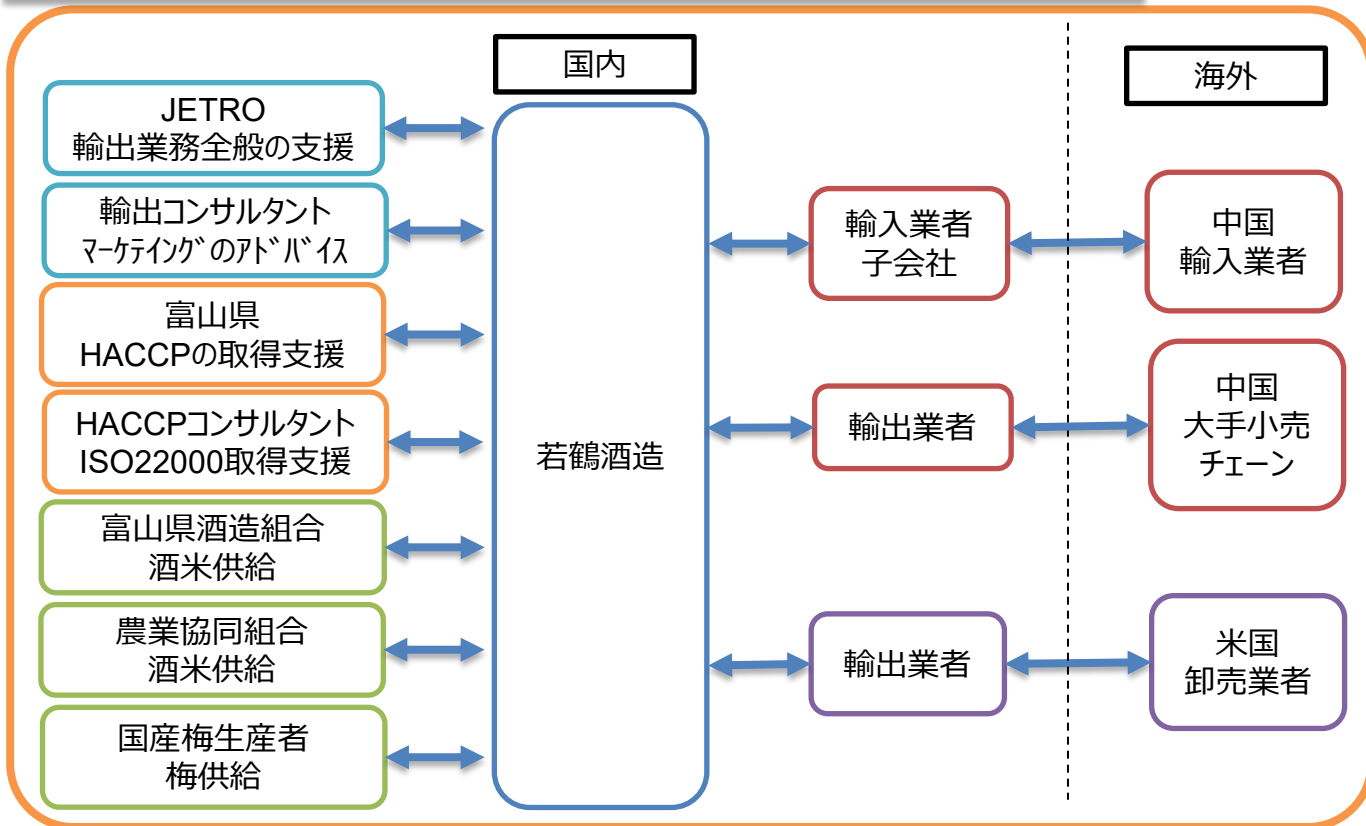 国内
海外
JETRO
輸出業務全般の支援
輸出コンサルタント
マーケティングのアドバイス
富山県
HACCPの取得支援
HACCPコンサルタント
ISO22000取得支援
富山県酒造組合
酒米供給
農業協同組合
酒米供給
国産梅生産者
梅供給
若鶴酒造
輸入業者
子会社
輸出業者
輸出業者
中国
輸入業者
中国
大手小売
チェーン
米国
卸売業者